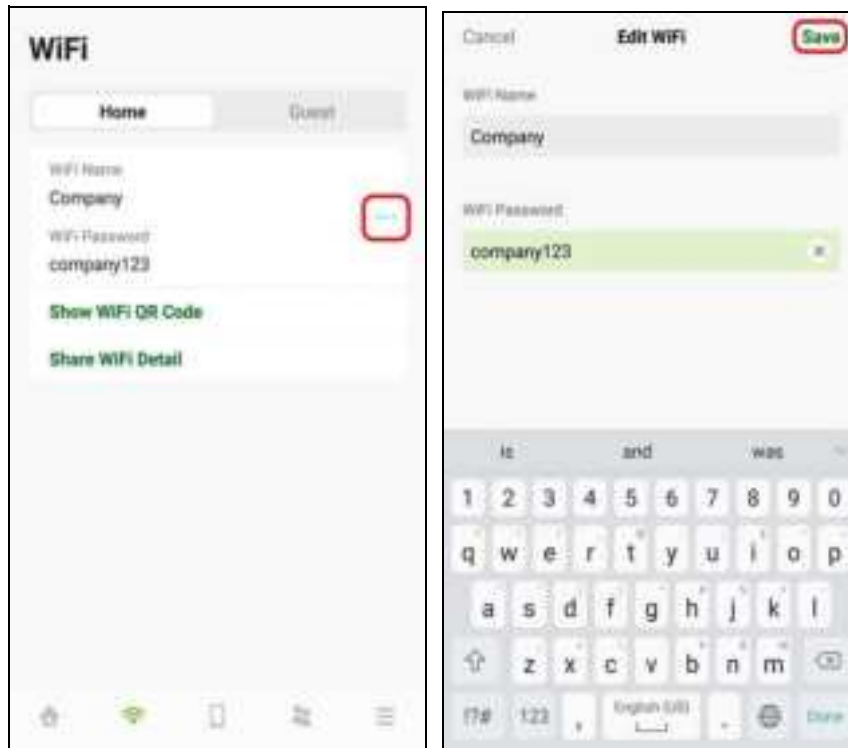 WiFi
Home Guest
WiFi Name
Company
WiFi Password
company123
Show WiFi QR Code
Share WiFi Detail
Cancel Edit WiFi Save
WiFi Name
Company
WiFi Password
company123
is and was
1 2 3 4 5 6 7 8 9 0
q w e r t y u i o p
a s d f g h j k l
z x c v b n m
!?# 123 , English (US) . Done